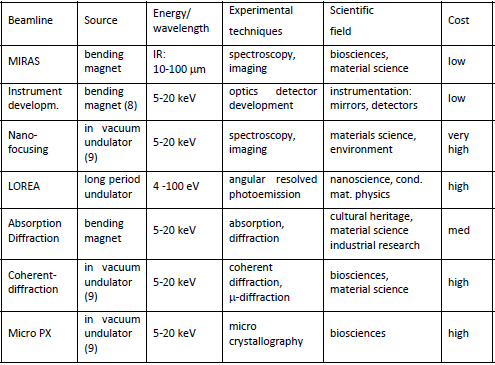 Beamline Source Energy/ wavelength Experimental techniques Scientific field Cost
MIRAS bending magnet IR: 10-100 µm spectroscopy, imaging biosciences, material science low
Instrument developm. bending magnet (8) 5-20 keV optics detector development instrumentation: mirrors, detectors low
Nano- focusing in vacuum undulator (9) 5-20 keV spectroscopy, imaging materials science, environment very high
LOREA long period undulator 4 -100 eV angular resolved photoemission nanoscience, cond. mat. physics high
Absorption Diffraction bending magnet 5-20 keV absorption, diffraction cultural heritage, material science industrial research med
Coherent- diffraction in vacuum undulator (9) 5-20 keV coherent diffraction, µ-diffraction biosciences, material science high
Micro PX in vacuum undulator (9) 5-20 keV micro crystallography biosciences high